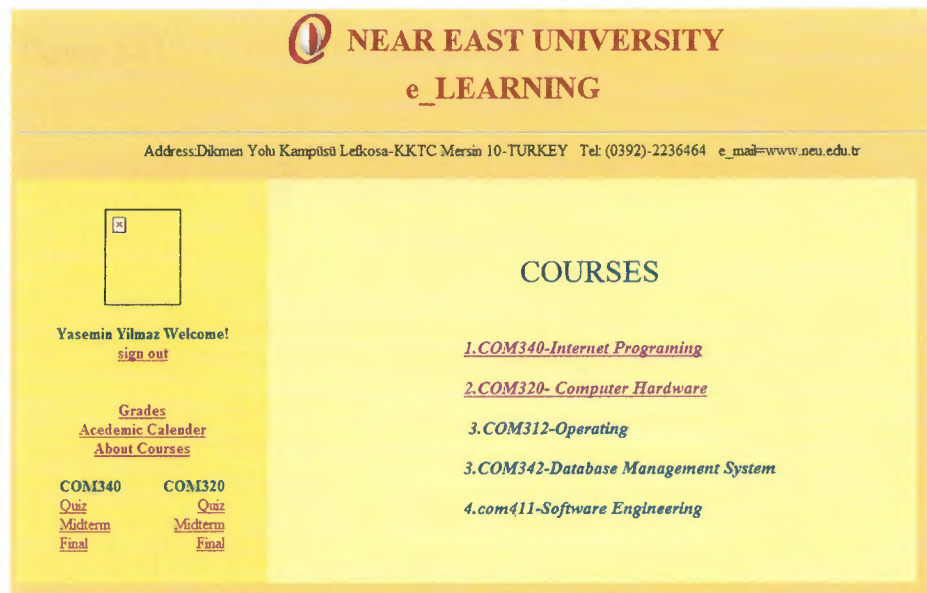 NEAR EAST UNIVERSITY
e_LEARNING
Address:Dikmen Yolu Kampüsü Lefkosa-KKTC Mersin 10-TURKEY Tel: (0392)-2236464 e_mail=www.neu.edu.tr
Yasemin Yilmaz Welcome!
sign out
Grades
Acedemic Calender
About Courses
COM340 COM320
Quiz Quiz
Midterm Midterm
Final Final
COURSES
1.COM340-Internet Programing
2.COM320- Computer Hardware
3.COM312-Operating
3.COM342-Database Management System
4.com411-Software Engineering